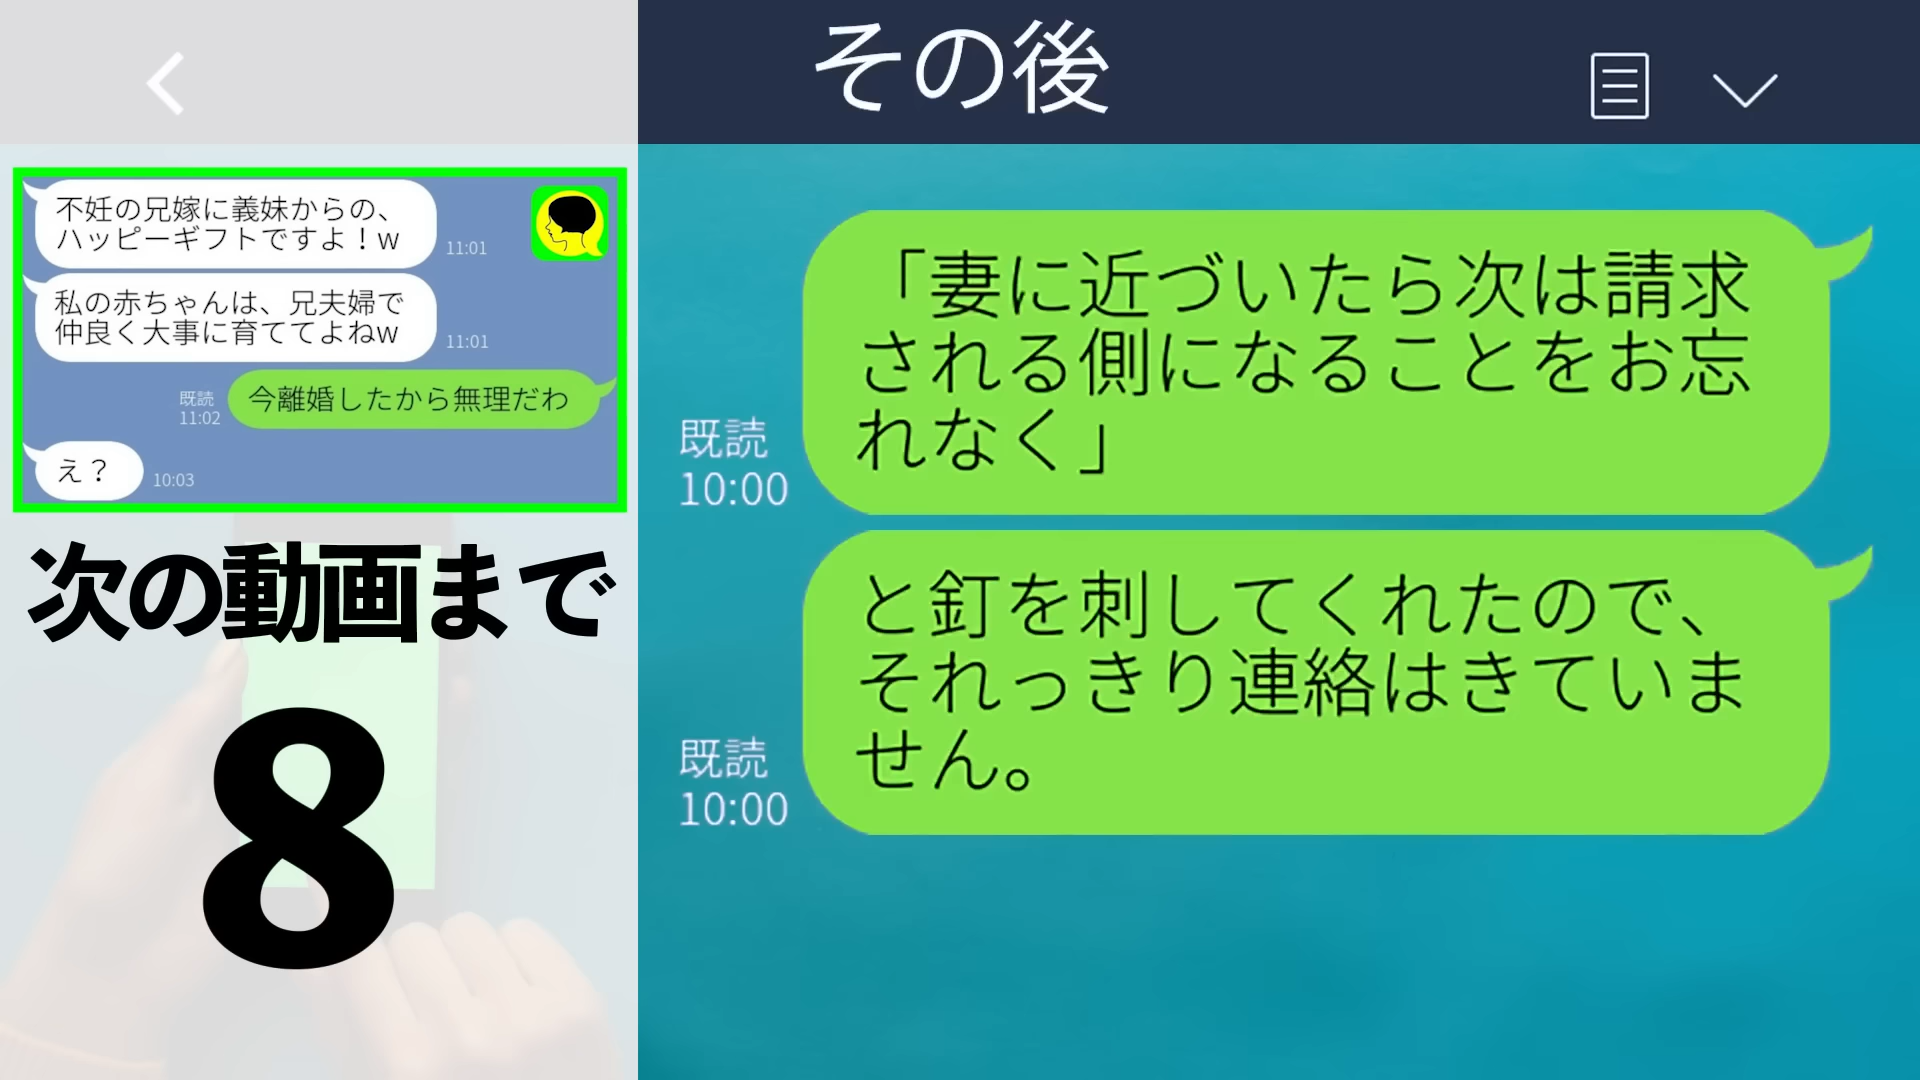 不妊の兄嫁に義妹からの、
ハッピーギフトですよ！w
11:01
私の赤ちゃんは、兄夫婦で
仲良く大事に育ててよねw
11:01
今離婚したから無理だわ
既読
11:02
え？
10:03
次の動画まで
8
その後
「妻に近づいたら次は請求
される側になることをお忘
れなく」
既読
10:00
と釘を刺してくれたので、
それっきり連絡はきていま
せん。
既読
10:00